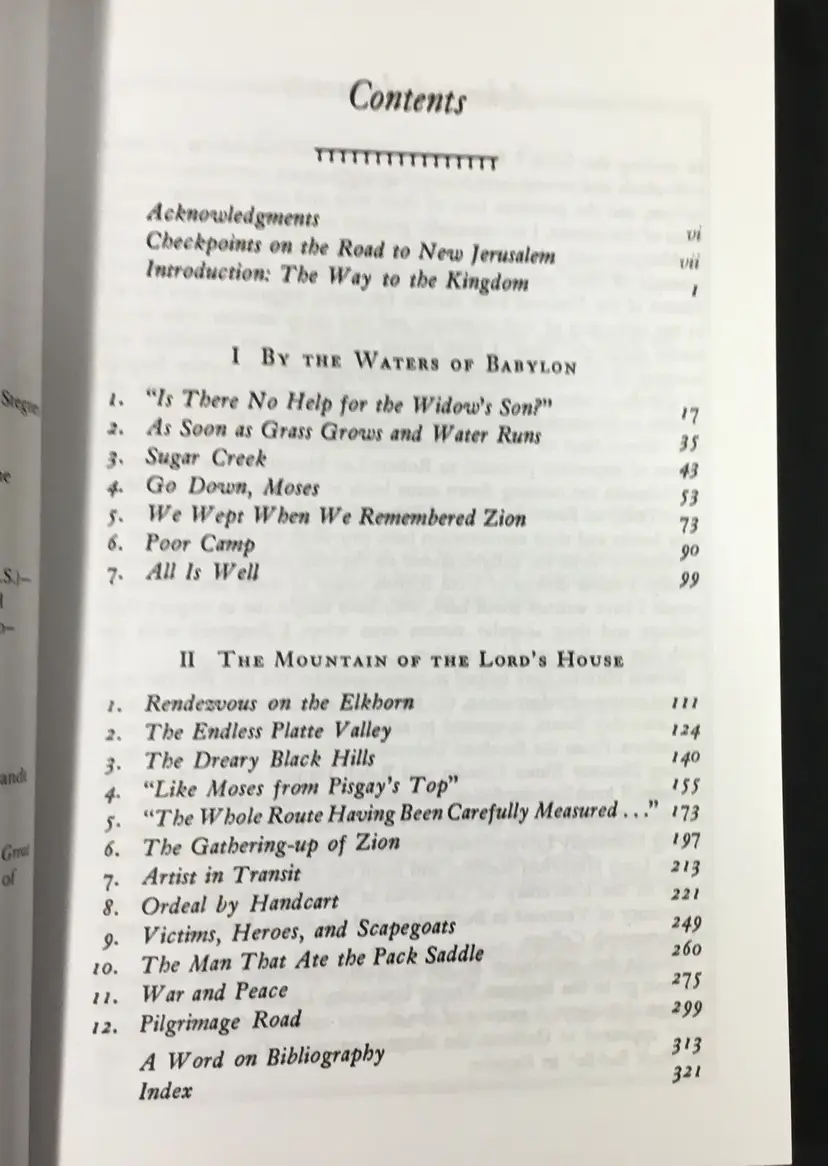 Contents
Acknowledgments vi
Checkpoints on the Road to New Jerusalem vii
Introduction: The Way to the Kingdom 1
I BY THE WATERS OF BABYLON
1. "Is There No Help for the Widow's Son?" 17
2. As Soon as Grass Grows and Water Runs 35
3. Sugar Creek 43
4. Go Down, Moses 53
5. We Wept When We Remembered Zion 73
6. Poor Camp 90
7. All Is Well 99
II THE MOUNTAIN OF THE LORD'S HOUSE
1. Rendezvous on the Elkhorn 111
2. The Endless Platte Valley 124
3. The Dreary Black Hills 140
4. "Like Moses from Pisgay's Top" 155
5. "The Whole Route Having Been Carefully Measured . . ." 173
6. The Gathering-up of Zion 197
7. Artist in Transit 213
8. Ordeal by Handcart 221
9. Victims, Heroes, and Scapegoats 249
10. The Man That Ate the Pack Saddle 260
11. War and Peace 275
12. Pilgrimage Road 299
A Word on Bibliography 313
Index 321
S.)—
of